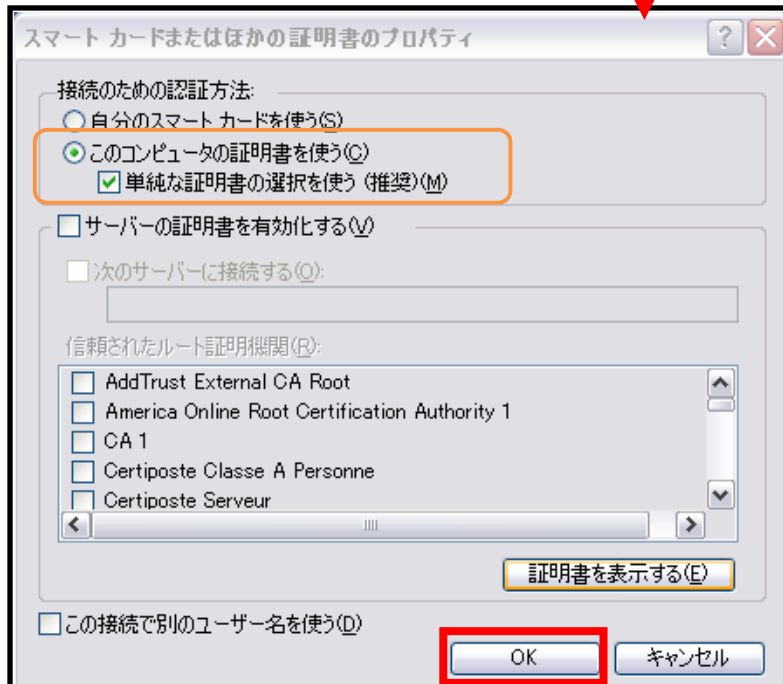 スマート カードまたはほかの証明書のプロパティ
接続のための認証方法:
自分のスマート カードを使う(S)
このコンピュータの証明書を使う(C)
単純な証明書の選択を使う (推奨)(M)
サーバーの証明書を有効化する(V)
次のサーバーに接続する(O):
信頼されたルート証明機関(R):
AddTrust External CA Root
America Online Root Certification Authority 1
CA 1
Certiposte Classe A Personne
Certiposte Serveur
証明書を表示する(E)
この接続で別のユーザー名を使う(D)
OK
キャンセル